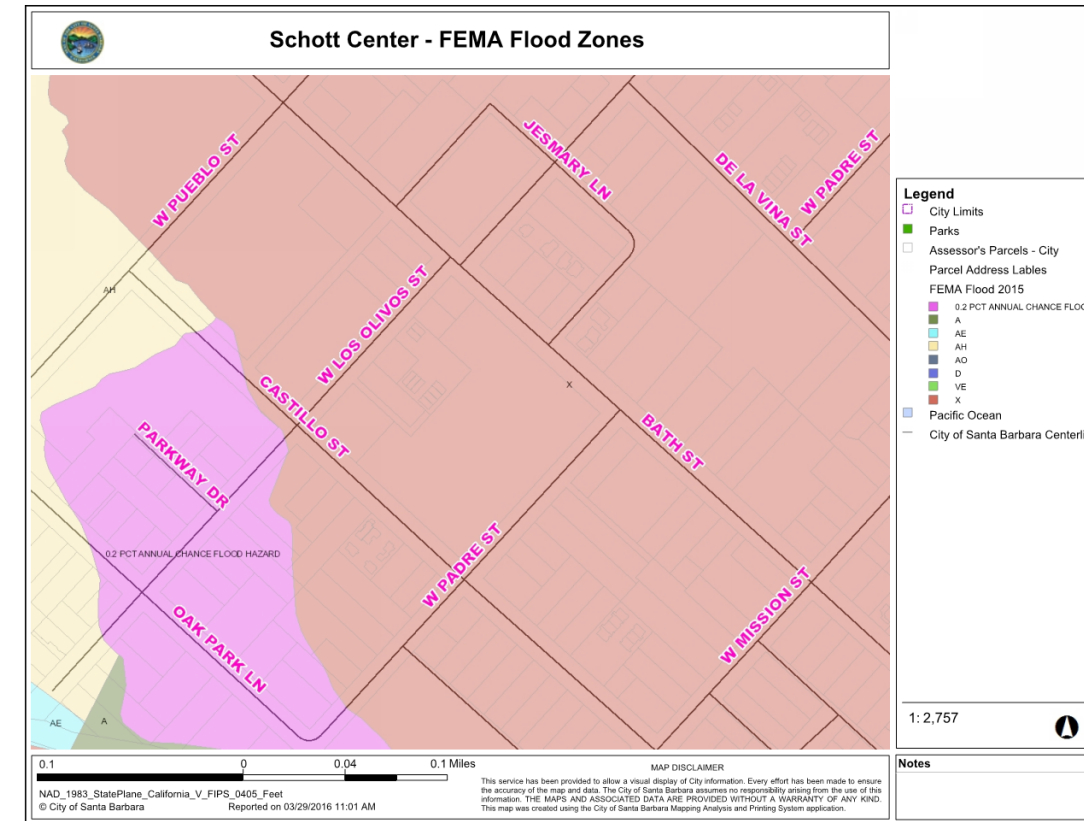 Schott Center - FEMA Flood Zones
JESMARY LN
DE LA VINA ST
W PADRE ST
W PUEBLO ST
AH
W LOS OLIVOS ST
CASTILLO ST
X
BATH ST
PARKWAY DR
0.2 PCT ANNUAL CHANCE FLOOD HAZARD
W PADRE ST
W MISSION ST
OAK PARK LN
AE
A
Legend
City Limits
Parks
Assessor's Parcels - City
Parcel Address Lables
FEMA Flood 2015
0.2 PCT ANNUAL CHANCE FLOO
A
AE
AH
AO
D
VE
X
Pacific Ocean
City of Santa Barbara Centerli
1: 2,757
Notes
0.1 0 0.04 0.1 Miles
NAD_1983_StatePlane_California_V_FIPS_0405_Feet
© City of Santa Barbara Reported on 03/29/2016 11:01 AM
MAP DISCLAIMER
This service has been provided to allow a visual display of City information. Every effort has been made to ensure
the accuracy of the map and data. The City of Santa Barbara assumes no responsibility arising from the use of this
information. THE MAPS AND ASSOCIATED DATA ARE PROVIDED WITHOUT A WARRANTY OF ANY KIND.
This map was created using the City of Santa Barbara Mapping Analysis and Printing System application.